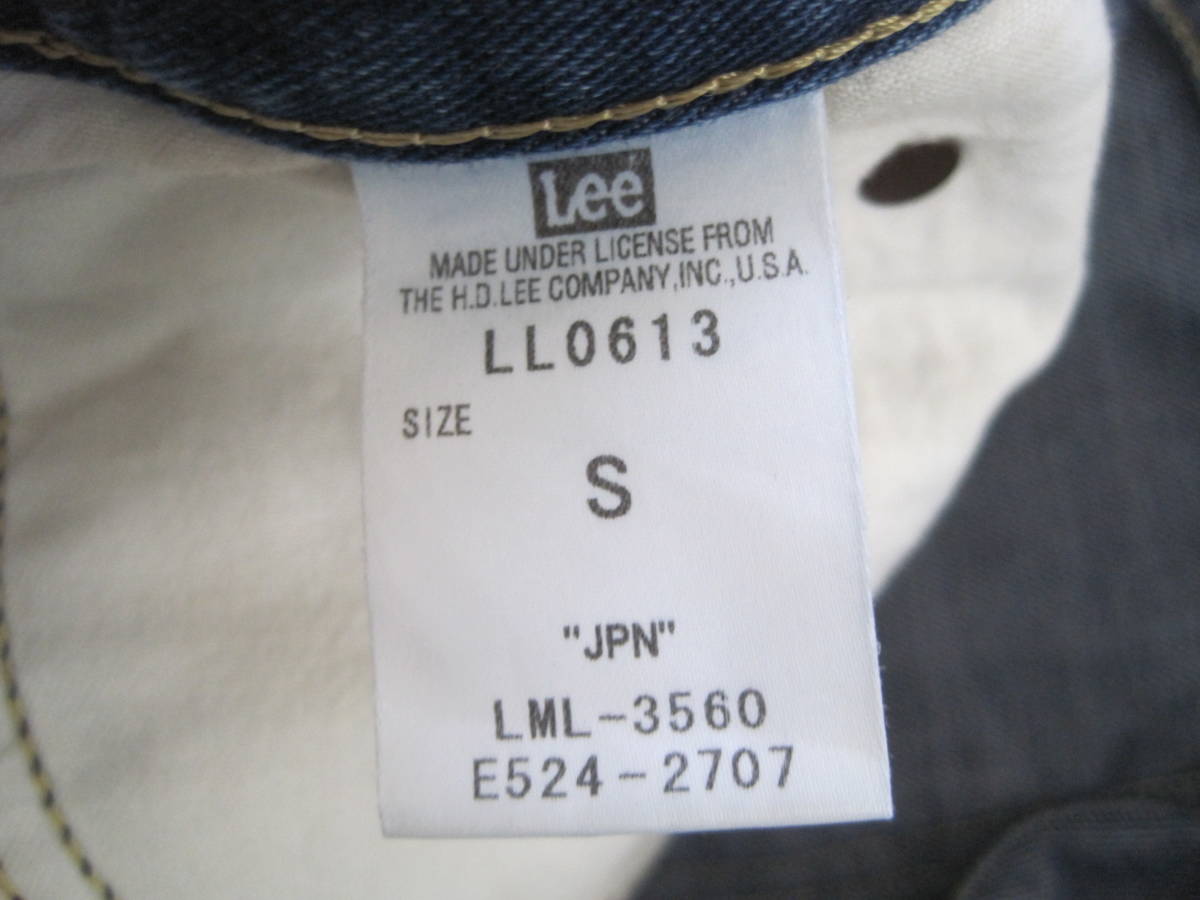 Lee
MADE UNDER LICENSE FROM
THE H.D.LEE COMPANY,INC.,U.S.A.
LL0613
SIZE
S
"JPN"
LML-3560
E524-2707